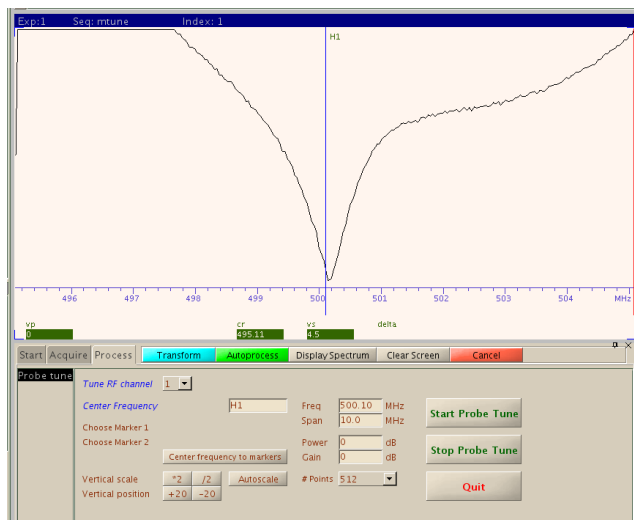 Exp:1 Seq: mtune Index: 1
H1
496 497 498 499 500 501 502 503 504 MHz
vp cr vs delta
0 495.11 4.5
Start Acquire Process Transform Autoprocess Display Spectrum Clear Screen Cancel
Probe tune
Tune RF channel 1
Center Frequency H1 Freq 500.10 MHz
Span 10.0 MHz
Start Probe Tune
Choose Marker 1
Choose Marker 2 Power 0 dB
Center frequency to markers Gain 0 dB
Stop Probe Tune
Vertical scale *2 /2 Autoscale # Points 512
Vertical position +20 -20
Quit